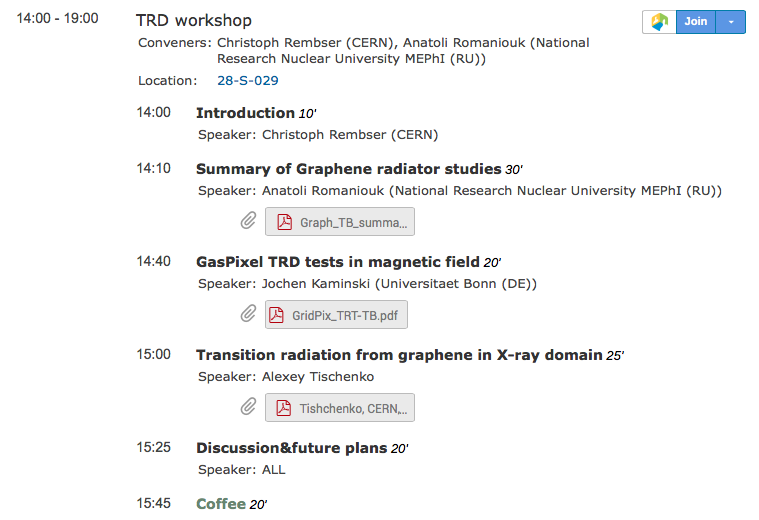 14:00 - 19:00 TRD workshop Join
Conveners: Christoph Rembser (CERN), Anatoli Romaniouk (National
Research Nuclear University MEPhI (RU))
Location: 28-S-029
14:00 Introduction 10'
Speaker: Christoph Rembser (CERN)
14:10 Summary of Graphene radiator studies 30'
Speaker: Anatoli Romaniouk (National Research Nuclear University MEPhI (RU))
Graph_TB_summa...
14:40 GasPixel TRD tests in magnetic field 20'
Speaker: Jochen Kaminski (Universitaet Bonn (DE))
GridPix_TRT-TB.pdf
15:00 Transition radiation from graphene in X-ray domain 25'
Speaker: Alexey Tischenko
Tishchenko, CERN,...
15:25 Discussion&future plans 20'
Speaker: ALL
15:45 Coffee 20'